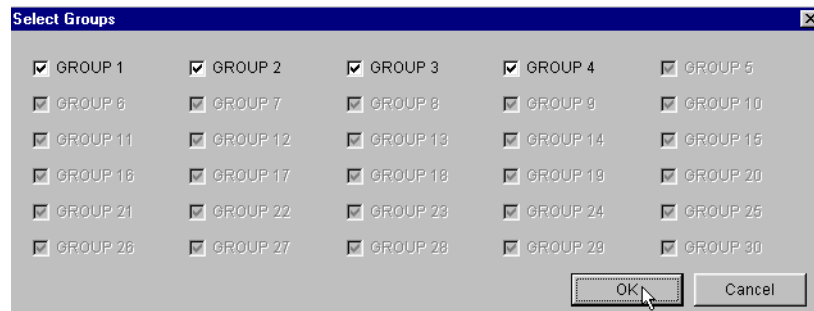 Select Groups
GROUP 1 GROUP 2 GROUP 3 GROUP 4 GROUP 5
GROUP 6 GROUP 7 GROUP 8 GROUP 9 GROUP 10
GROUP 11 GROUP 12 GROUP 13 GROUP 14 GROUP 15
GROUP 16 GROUP 17 GROUP 18 GROUP 19 GROUP 20
GROUP 21 GROUP 22 GROUP 23 GROUP 24 GROUP 25
GROUP 26 GROUP 27 GROUP 28 GROUP 29 GROUP 30
OK Cancel